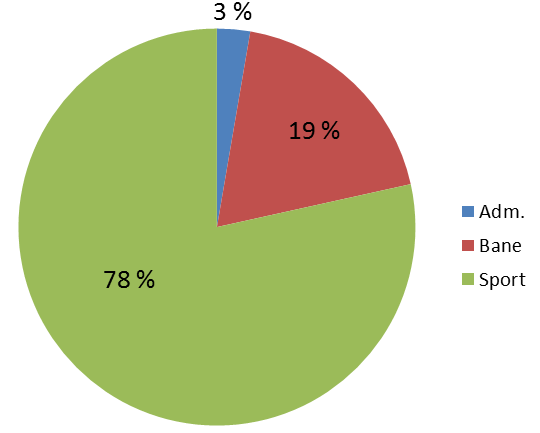 3 %
19 %
78 %
Adm.
Bane
Sport